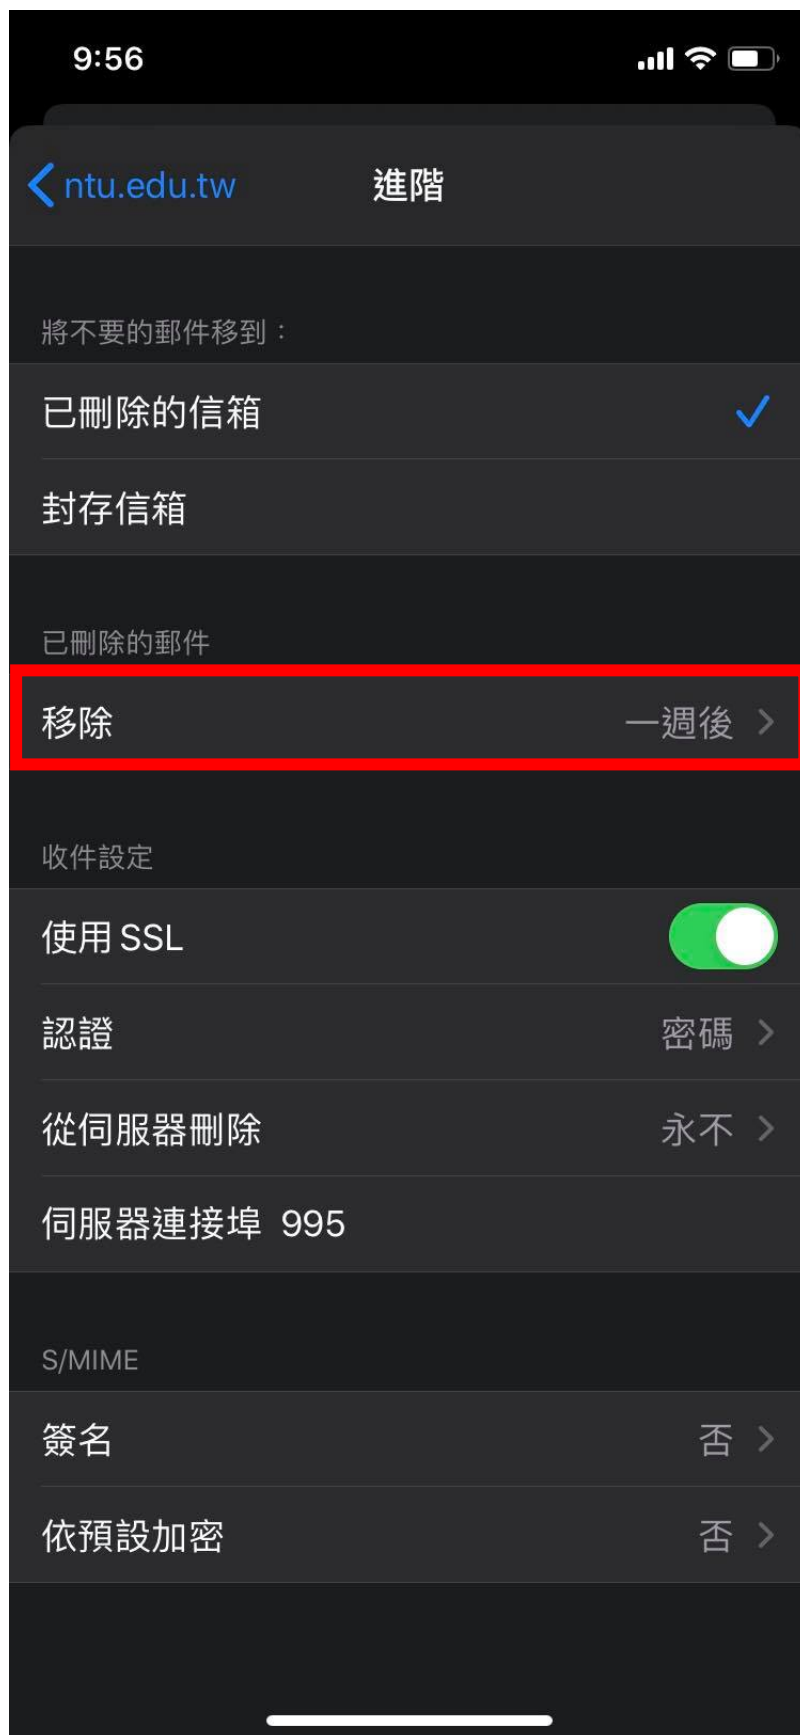 9:56
ntu.edu.tw 進階
將不要的郵件移到：
已刪除的信箱
封存信箱
已刪除的郵件
移除 一週後
收件設定
使用 SSL
認證 密碼
從伺服器刪除 永不
伺服器連接埠 995
S/MIME
簽名 否
依預設加密 否